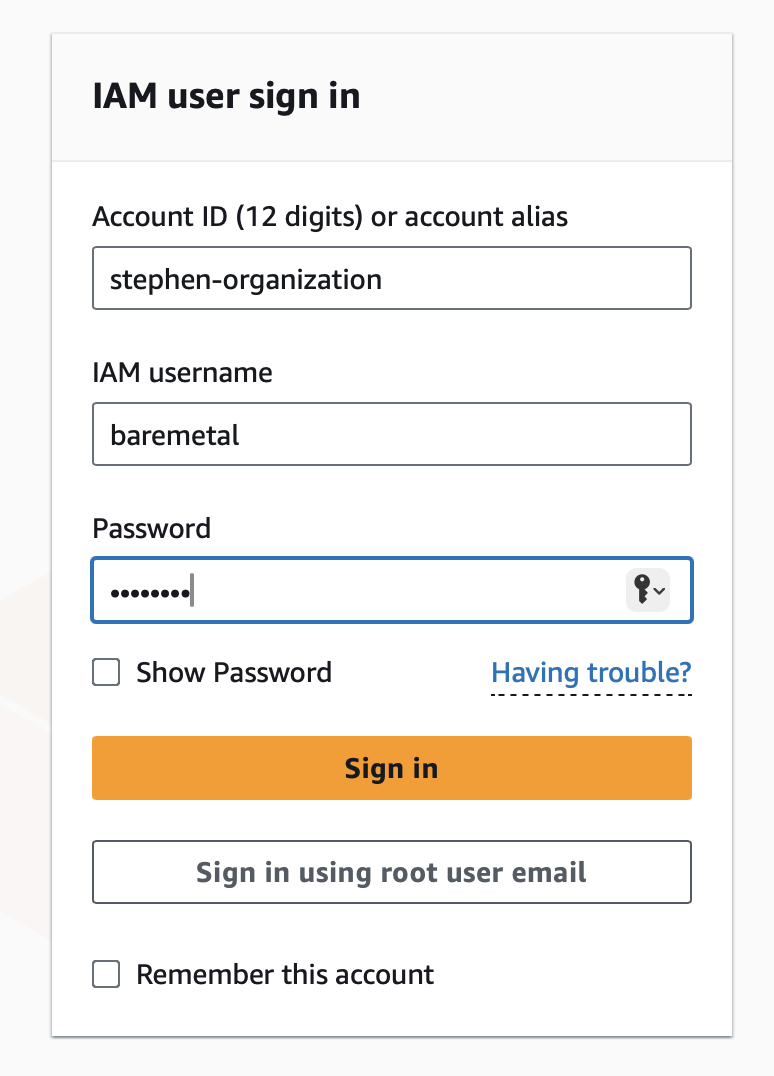 IAM user sign in
Account ID (12 digits) or account alias
stephen-organization
IAM username
baremetal
Password
••••••••
Show Password
Having trouble?
Sign in
Sign in using root user email
Remember this account